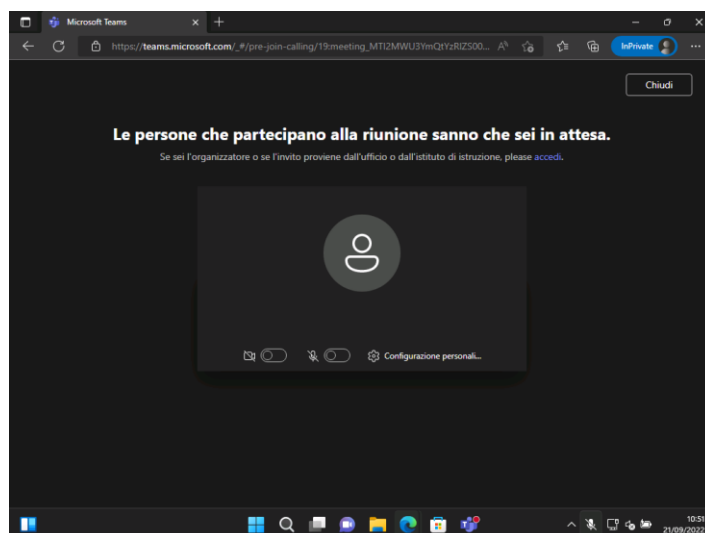 Microsoft Teams
https://teams.microsoft.com/_#/pre-join-calling/19:meeting_MTI2MWU3YmQtYzRIZS00...
InPrivate
Chiudi
Le persone che partecipano alla riunione sanno che sei in attesa.
Se sei l'organizzatore o se l'invito proviene dall'ufficio o dall'istituto di istruzione, please accedi.
Configurazione personali...
10:51
21/09/2022